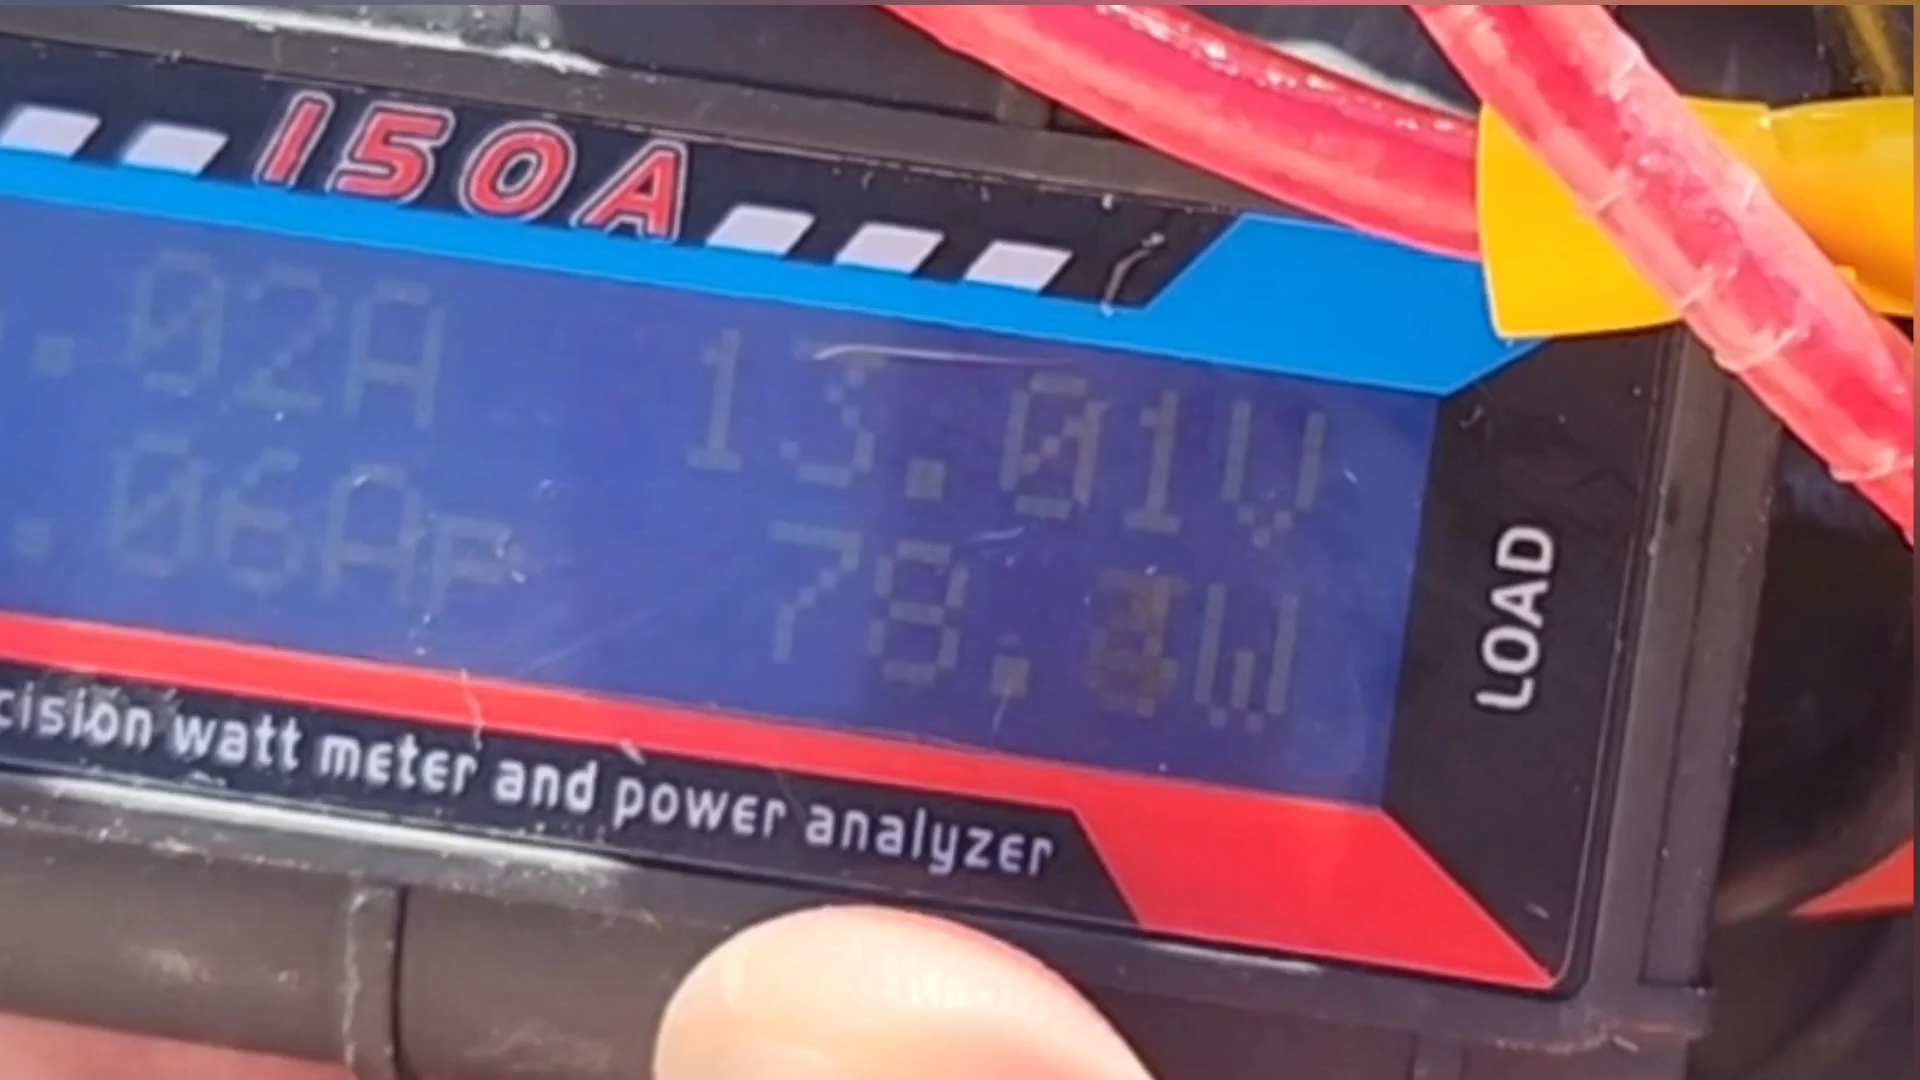 150A
.02A 13.01V
.06Ap 78. W
cision watt meter and power analyzer
LOAD